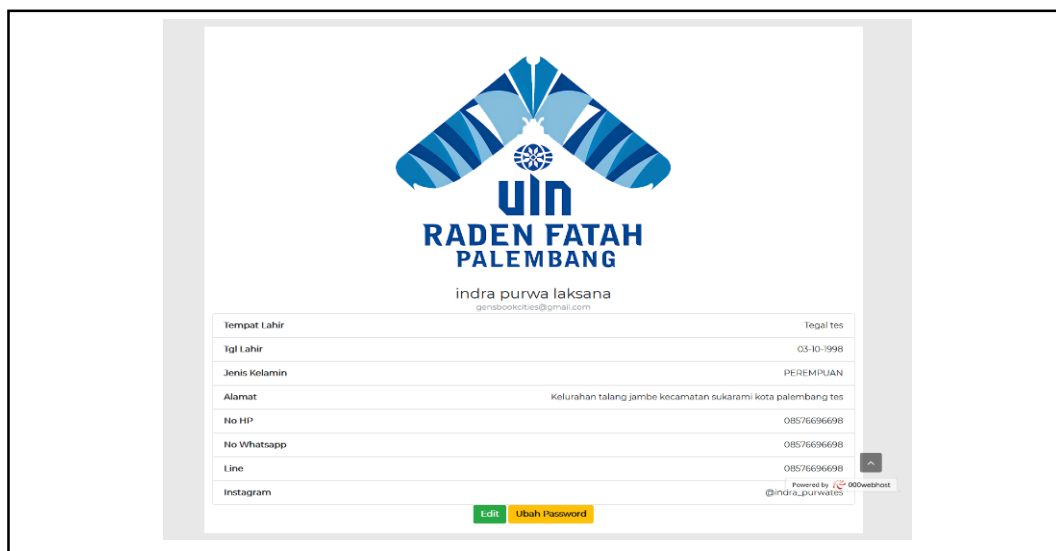 uin
RADEN FATAH
PALEMBANG
indra purwa laksana
gensbookcities@gmail.com
Tempat Lahir Tegal tes
Tgl Lahir 03-10-1998
Jenis Kelamin PEREMPUAN
Alamat Kelurahan talang jambe kecamatan sukarami kota palembang tes
No HP 08576696698
No Whatsapp 08576696698
Line 08576696698
Powered by 000webhost
Instagram @indra_purwates
Edit Ubah Password